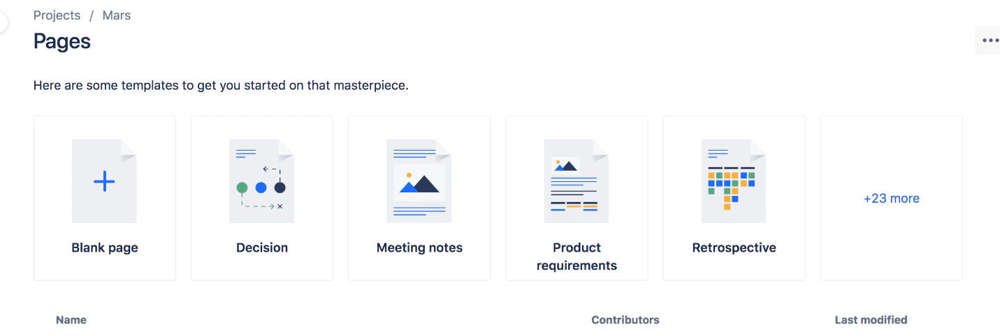 Projects / Mars
Pages
Here are some templates to get you started on that masterpiece.
Blank page
Decision
Meeting notes
Product
requirements
Retrospective
+23 more
Name Contributors Last modified